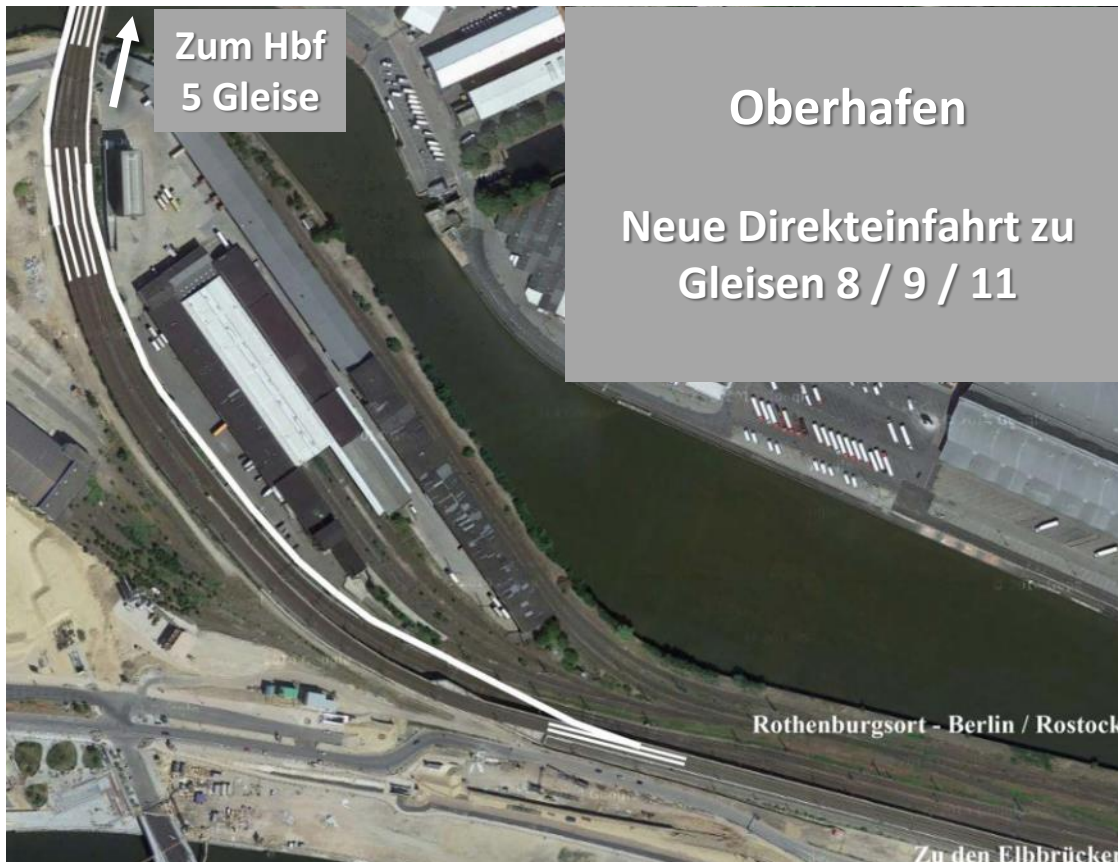 Zum Hbf
5 Gleise
Oberhafen
Neue Direkteinfahrt zu
Gleisen 8 / 9 / 11
Rothenburgsort - Berlin / Rostock
Zu den Elbbrücken